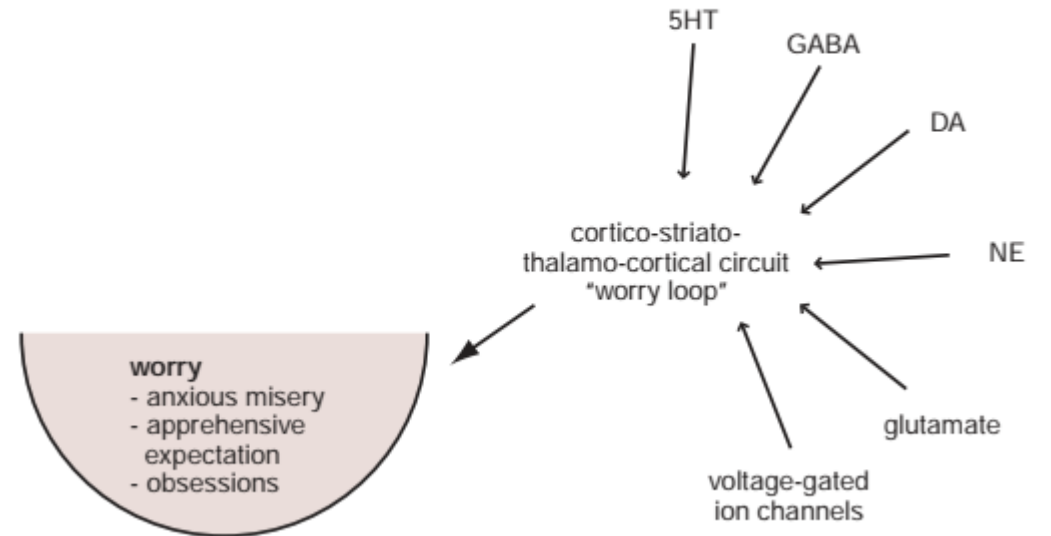 5HT
GABA
DA
cortico-striato-
thalamo-cortical circuit
"worry loop"
NE
worry
- anxious misery
- apprehensive
expectation
- obsessions
glutamate
voltage-gated
ion channels